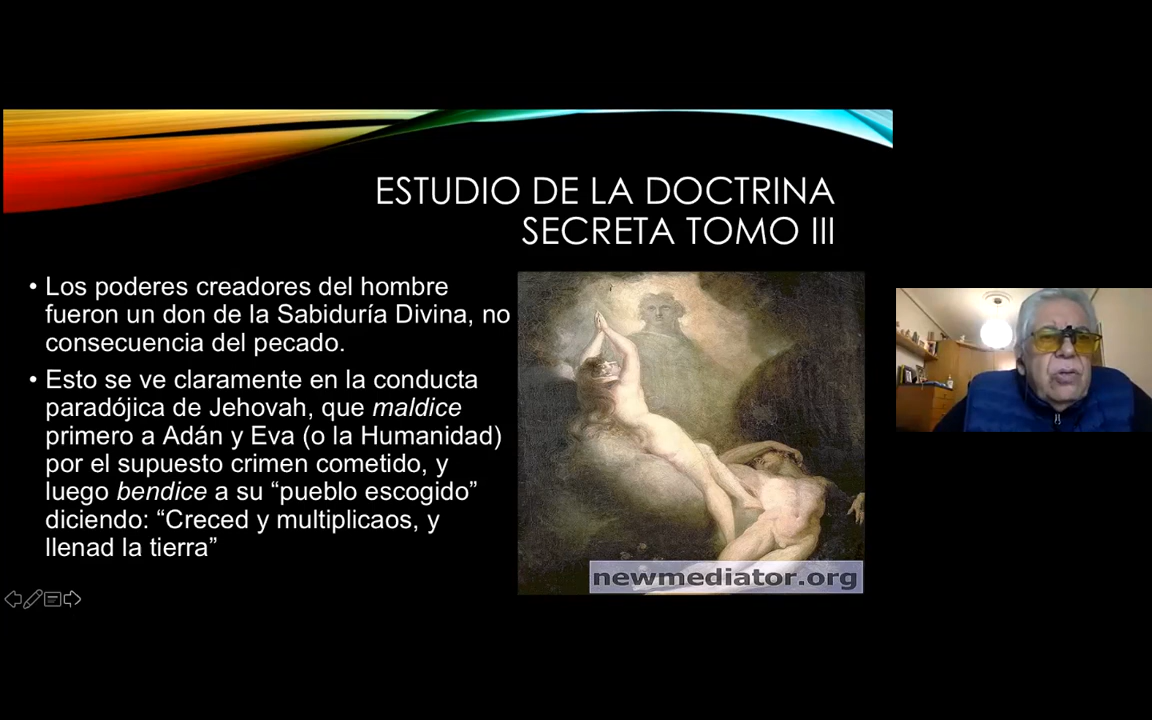 ESTUDIO DE LA DOCTRINA
SECRETA TOMO III
• Los poderes creadores del hombre
fueron un don de la Sabiduría Divina, no
consecuencia del pecado.
• Esto se ve claramente en la conducta
paradójica de Jehovah, que maldice
primero a Adán y Eva (o la Humanidad)
por el supuesto crimen cometido, y
luego bendice a su “pueblo escogido”
diciendo: “Creced y multiplicaos, y
llenad la tierra”
newmediator.org